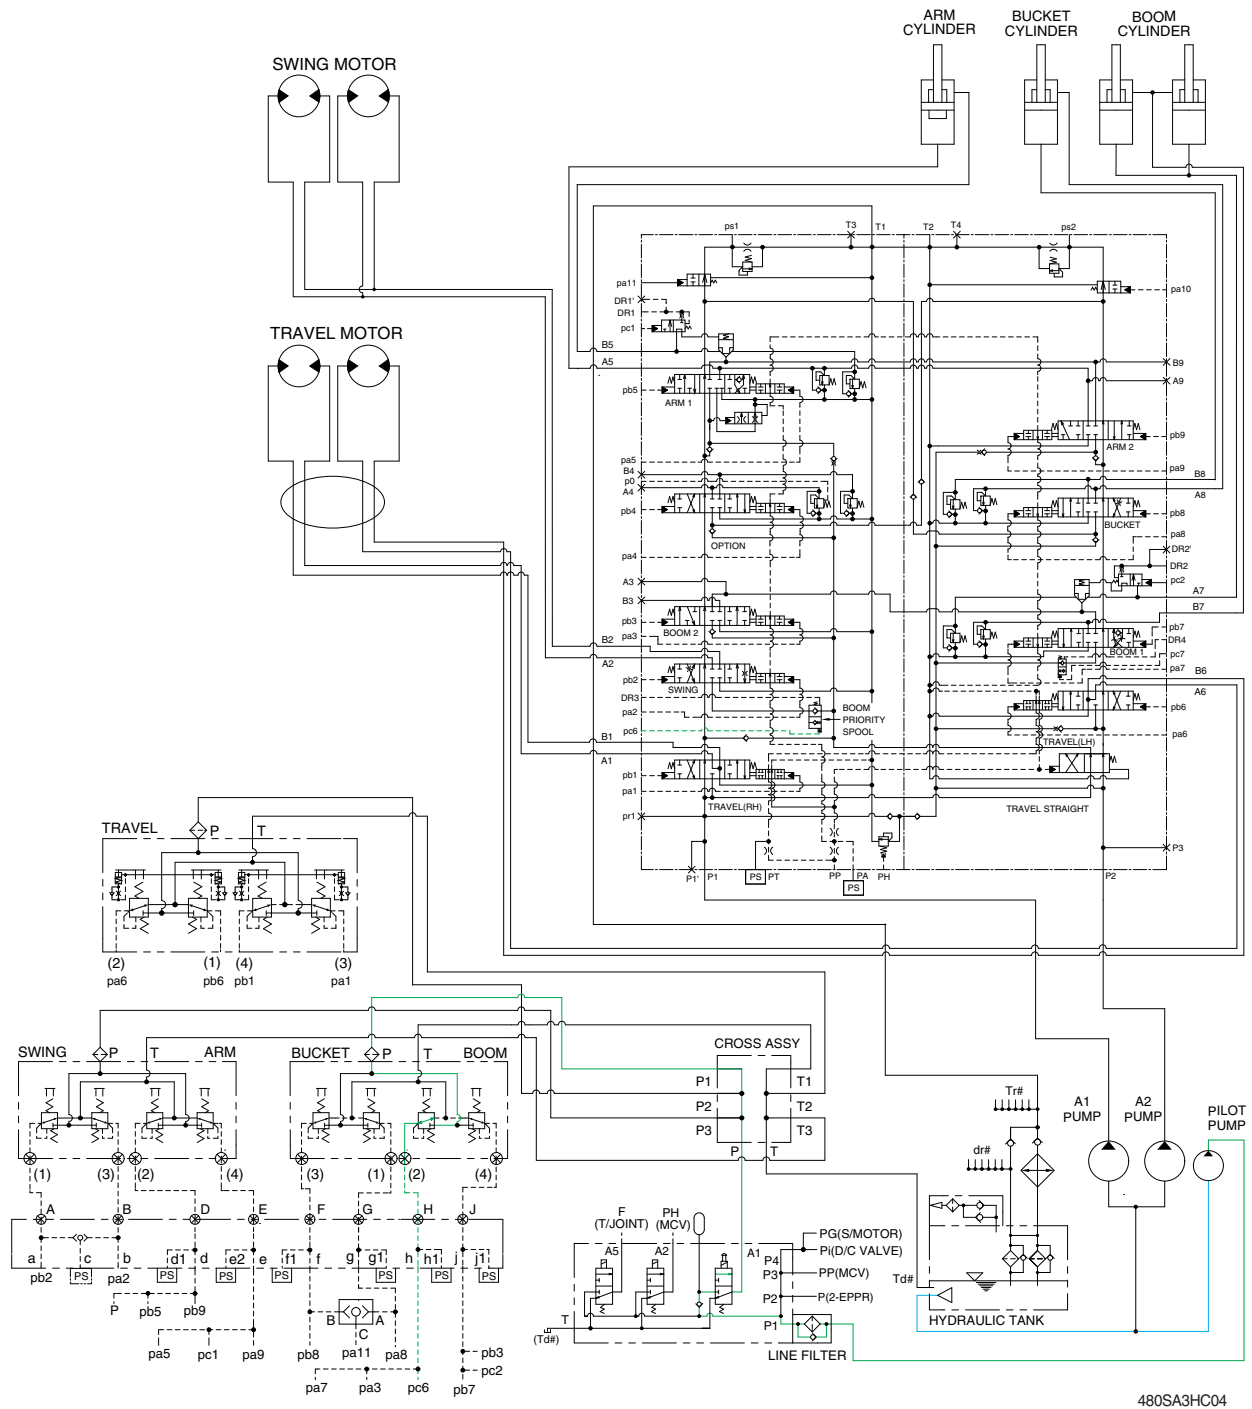 ARM
CYLINDER
BUCKET
CYLINDER
BOOM
CYLINDER
SWING MOTOR
TRAVEL MOTOR
ps1
T3
T1
T2
T4
ps2
pa11
DR1'
DR1
pc1
pa10
B5
A5
B9
A9
pb5
ARM 1
pb9
ARM 2
pa5
B4
p0
A4
pa9
B8
A8
pb4
OPTION
pb8
BUCKET
pa4
pa8
DR2'
DR2
pc2
A3
B3
A7
B7
pb3
BOOM 2
pa3
pb7
DR4
BOOM 1
pc7
pa7
B2
A2
B6
A6
pb2
SWING
DR3
pa2
BOOM
PRIORITY
SPOOL
pb6
pc6
pa6
B1
A1
TRAVEL(LH)
pb1
pa1
TRAVEL(RH)
TRAVEL STRAIGHT
pr1
P3
P1'
P1
PS
PT
PP
PA
PS
PH
P2
TRAVEL
P
T
(2)
(1)
(4)
(3)
pa6
pb6
pb1
pa1
SWING
P
T
ARM
BUCKET
P
T
BOOM
CROSS ASSY
P1
T1
P2
T2
P3
T3
P
T
(1)
(3)
(2)
(4)
(3)
(1)
(2)
(4)
A
B
D
E
F
G
H
J
a
c
b
d1
d
e2
e
f1
f
g
g1
h
h1
j
j1
pb2
PS
pa2
PS
PS
PS
PS
PS
P
pb5
pb9
pa5
pc1
pa9
B
A
C
pb8
pa11
pa8
pa7
pa3
pc6
pb3
pc2
pb7
F
(T/JOINT)
PH
(MCV)
A5
A2
A1
PG(S/MOTOR)
P4
Pi(D/C VALVE)
P3
PP(MCV)
P2
P(2-EPPR)
P1
T
(Td#)
LINE FILTER
Tr#
dr#
Td#
HYDRAULIC TANK
A1
PUMP
A2
PUMP
PILOT
PUMP
480SA3HC04